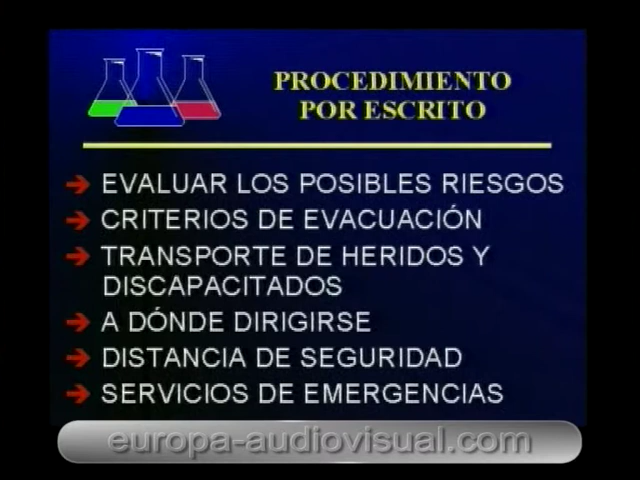 PROCEDIMIENTO
POR ESCRITO
EVALUAR LOS POSIBLES RIESGOS
CRITERIOS DE EVACUACIÓN
TRANSPORTE DE HERIDOS Y
DISCAPACITADOS
A DÓNDE DIRIGIRSE
DISTANCIA DE SEGURIDAD
SERVICIOS DE EMERGENCIAS
europa-audiovisual.com